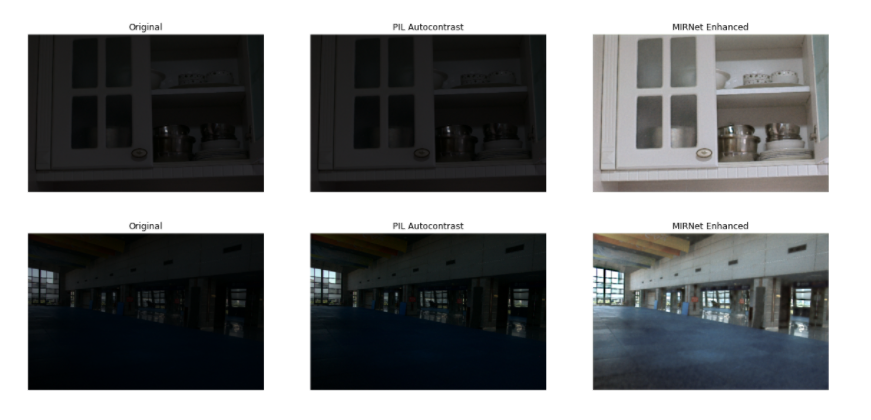 Original
PIL Autocontrast
MIRNet Enhanced
Original
PIL Autocontrast
MIRNet Enhanced